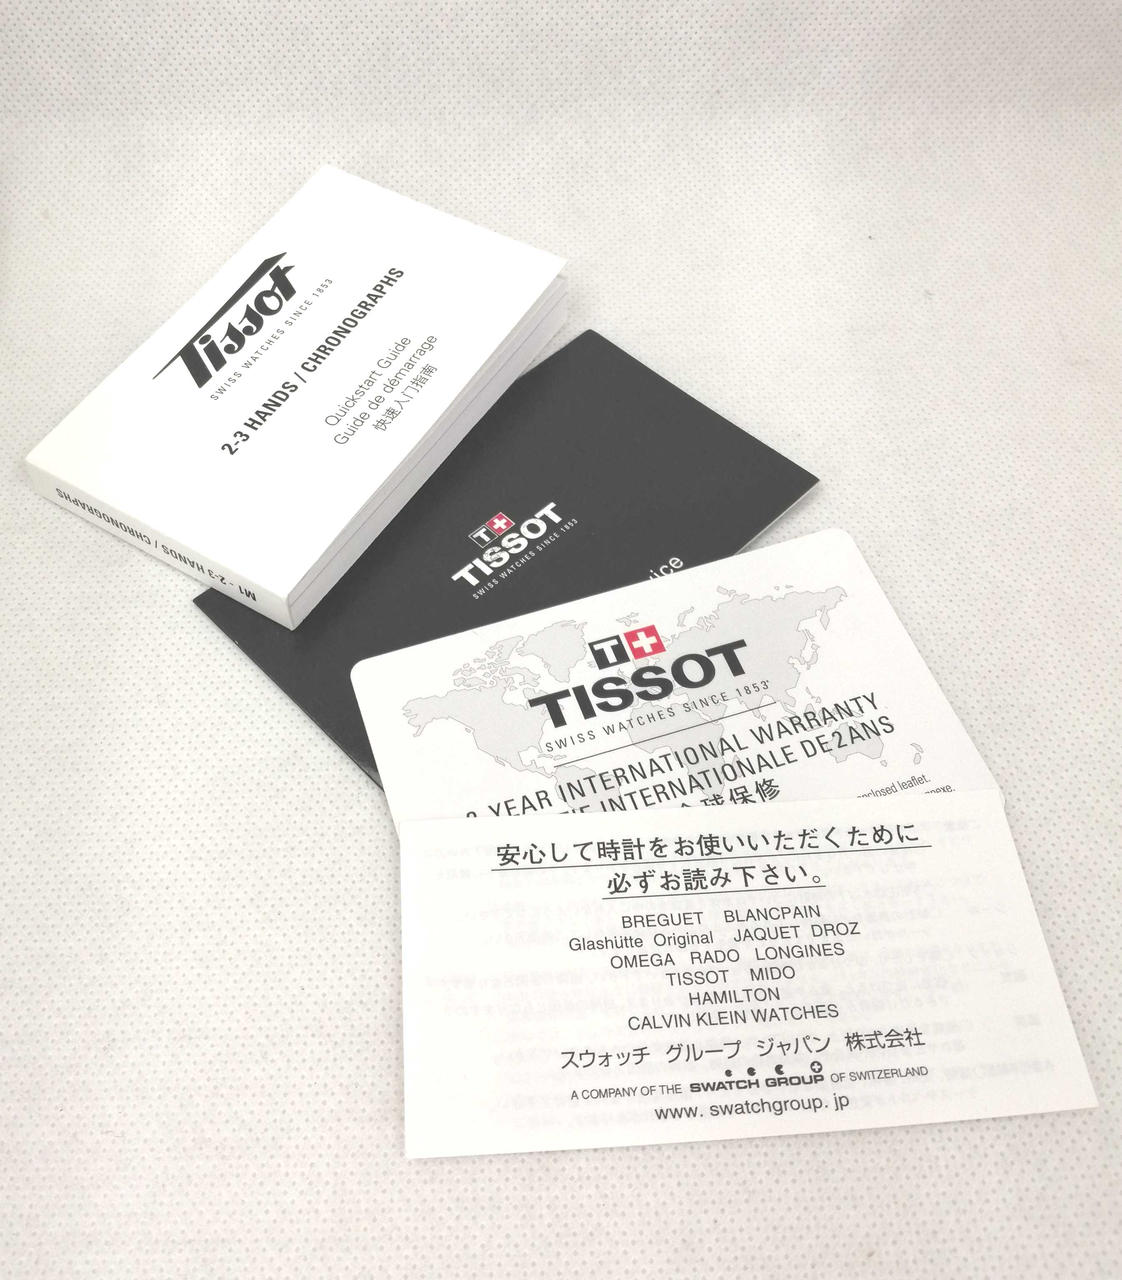 Tissot
SWISS WATCHES SINCE 1853
2-3 HANDS / CHRONOGRAPHS
Quickstart Guide
Guide de démarrage
快速入门指南
M1 - 2-3 HANDS / CHRONOGRAPHS
T+
TISSOT
SWISS WATCHES SINCE 1853
T+
TISSOT
SWISS WATCHES SINCE 1853
YEAR INTERNATIONAL WARRANTY
INTERNATIONALE DE 2 ANS
球保修
leaflet.
安心して時計をお使いいただくために
必ずお読み下さい。
BREGUET BLANCPAIN
Glashütte Original JAQUET DROZ
OMEGA RADO LONGINES
TISSOT MIDO
HAMILTON
CALVIN KLEIN WATCHES
スウォッチ グループ ジャパン 株式会社
A COMPANY OF THE SWATCH GROUP OF SWITZERLAND
www. swatchgroup. jp